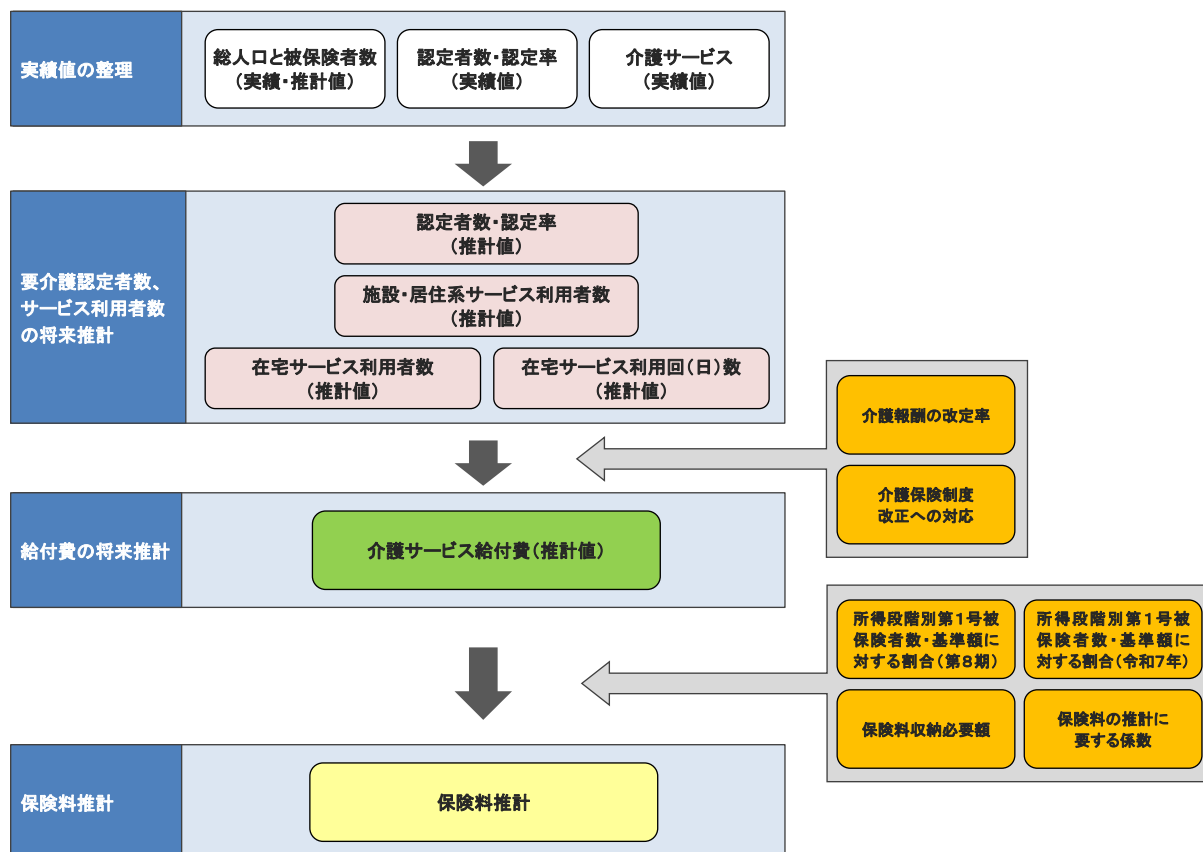 実績値の整理
総人口と被保険者数
(実績・推計値)
認定者数・認定率
(実績値)
介護サービス
(実績値)
要介護認定者数、
サービス利用者数
の将来推計
認定者数・認定率
(推計値)
施設・居住系サービス利用者数
(推計値)
在宅サービス利用者数
(推計値)
在宅サービス利用回(日)数
(推計値)
介護報酬の改定率
介護保険制度
改正への対応
給付費の将来推計
介護サービス給付費(推計値)
所得段階別第1号被
保険者数・基準額に
対する割合(第8期)
所得段階別第1号被
保険者数・基準額に
対する割合(令和7年)
保険料収納必要額
保険料の推計に
要する係数
保険料推計
保険料推計